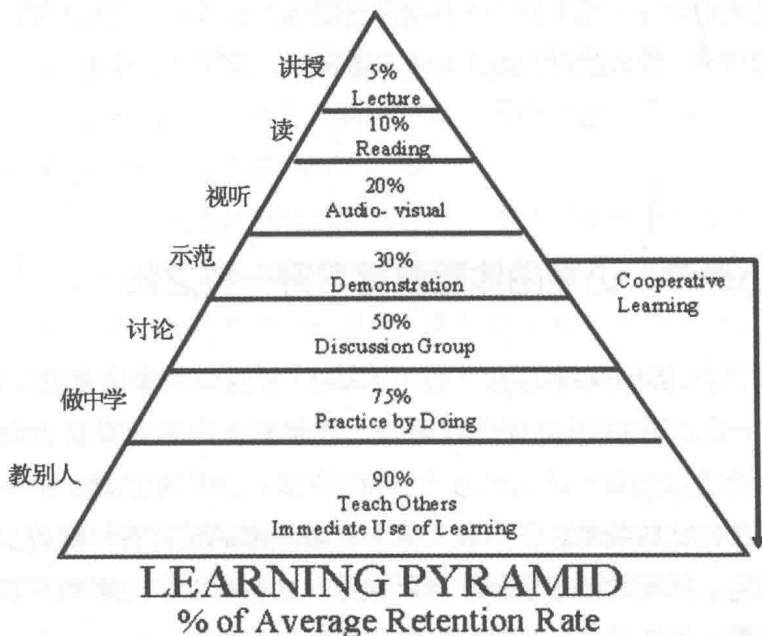 讲授
5%
Lecture
读
10%
Reading
视听
20%
Audio- visual
示范
30%
Demonstration
Cooperative
Learning
讨论
50%
Discussion Group
做中学
75%
Practice by Doing
教别人
90%
Teach Others
Immediate Use of Learning
LEARNING PYRAMID
% of Average Retention Rate